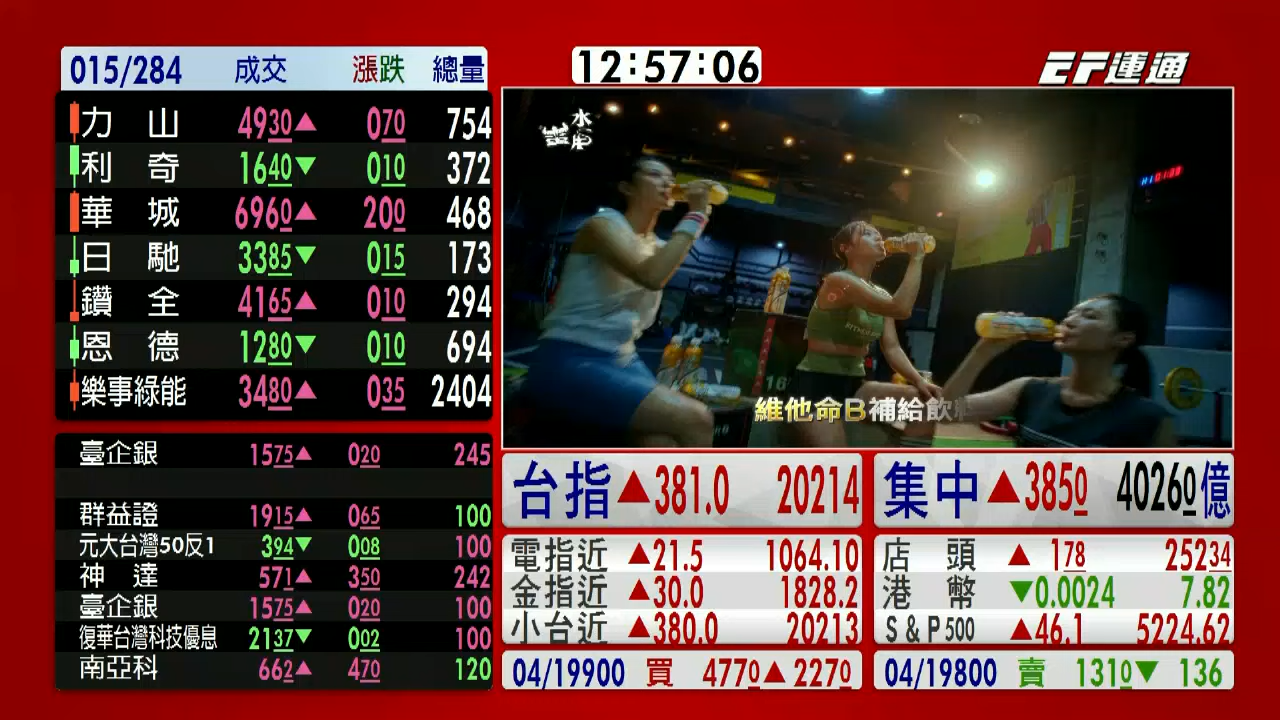 015/284 成交 漲跌 總量
力山 4930▲ 070 754
利奇 1640▼ 010 372
華城 6960▲ 200 468
日馳 3385▼ 015 173
鑽全 4165▲ 010 294
恩德 1280▼ 010 694
樂事綠能 3480▲ 035 2404
臺企銀 1575▲ 020 245
群益證 1915▲ 065 100
元大台灣50反1 394▼ 008 100
神達 571▲ 350 242
臺企銀 1575▲ 020 100
復華台灣科技優息 2137▼ 002 100
南亞科 662▲ 470 120
12:57:06
EF運通
維他命B補給飲
台指▲381.0 20214
集中▲3850 40260億
電指近 ▲21.5 1064.10
金指近 ▲30.0 1828.2
小台近 ▲380.0 20213
店頭 ▲178 25234
港幣 ▼0.0024 7.82
S&P500 ▲46.1 5224.62
04/19900 買 4770▲2270
04/19800 賣 1310▼ 136